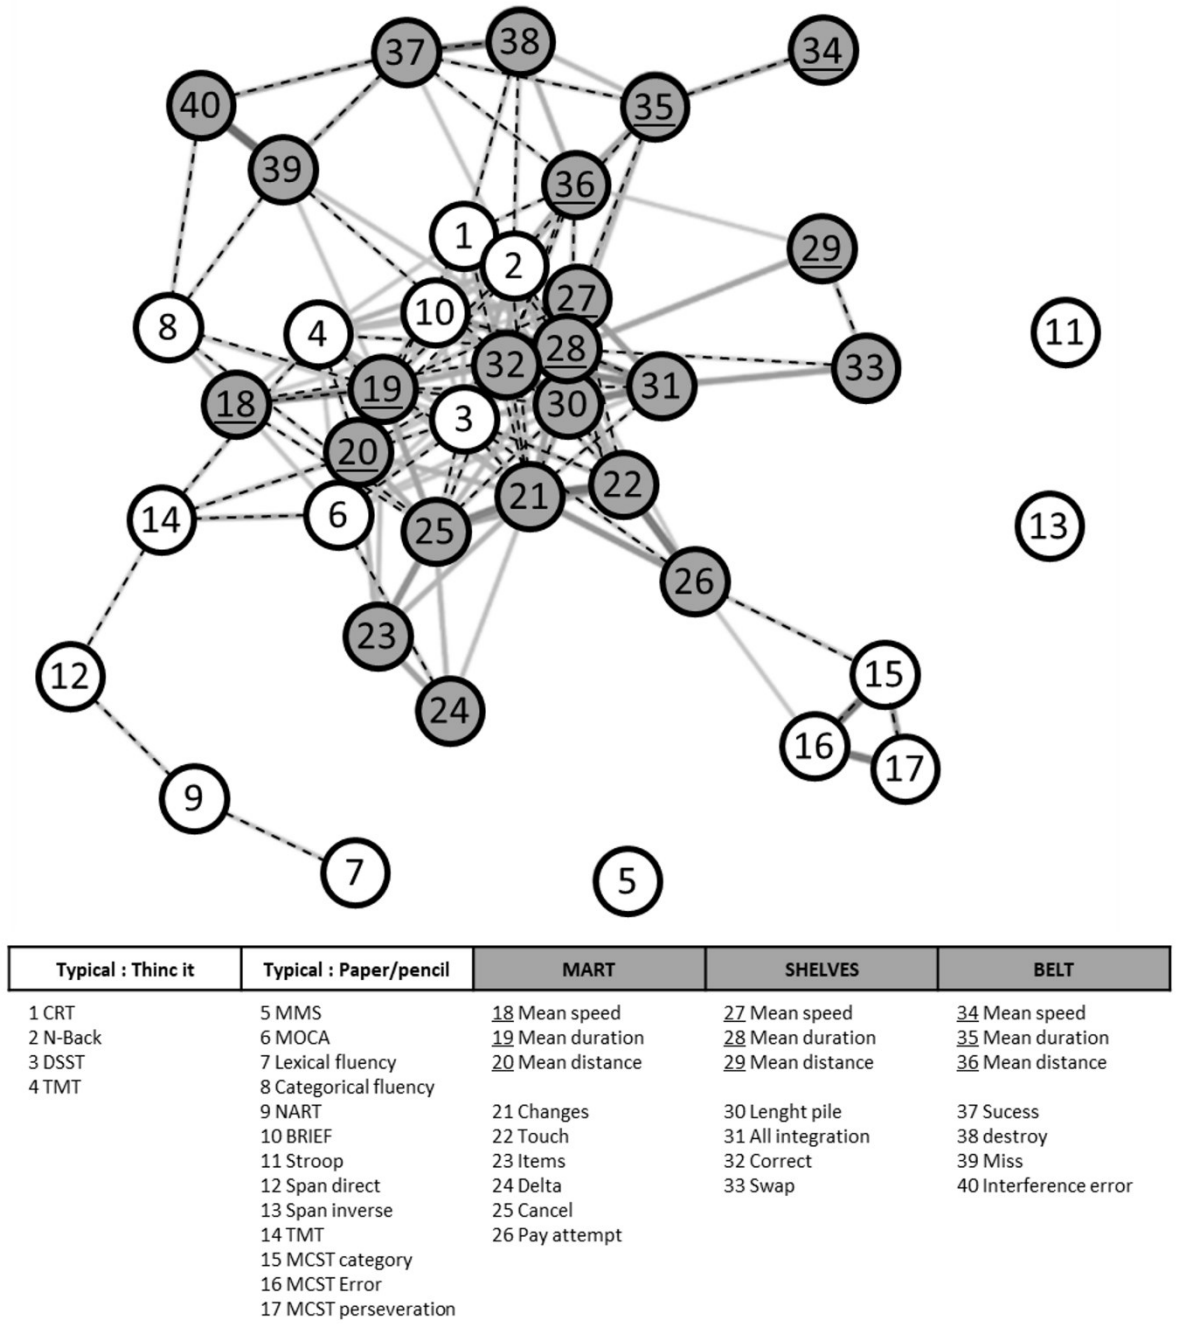 37
38
34
40
35
39
36
1
2
29
27
10
8
4
11
28
32
33
19
31
18
30
3
20
22
21
6
14
13
25
26
23
12
15
24
16
17
9
7
5
Typical : Thinc it Typical : Paper/pencil MART SHELVES BELT
1 CRT 5 MMS 18 Mean speed 27 Mean speed 34 Mean speed
2 N-Back 6 MOCA 19 Mean duration 28 Mean duration 35 Mean duration
3 DSST 7 Lexical fluency 20 Mean distance 29 Mean distance 36 Mean distance
4 TMT 8 Categorical fluency
9 NART 21 Changes 30 Lenght pile 37 Sucess
10 BRIEF 22 Touch 31 All integration 38 destroy
11 Stroop 23 Items 32 Correct 39 Miss
12 Span direct 24 Delta 33 Swap 40 Interference error
13 Span inverse 25 Cancel
14 TMT 26 Pay attempt
15 MCST category
16 MCST Error
17 MCST perseveration